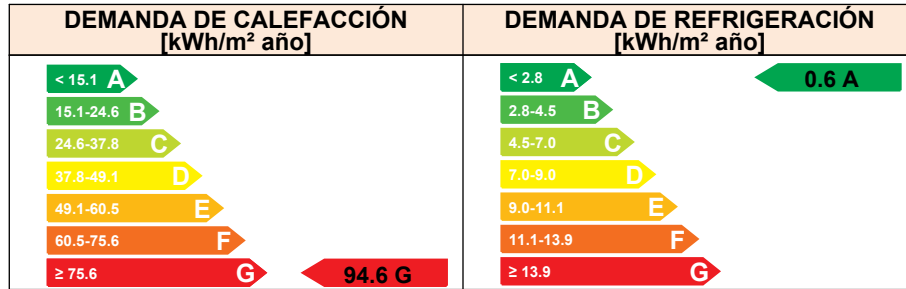 DEMANDA DE CALEFACCIÓN
[kWh/m² año]
< 15.1 A
15.1-24.6 B
24.6-37.8 C
37.8-49.1 D
49.1-60.5 E
60.5-75.6 F
≥ 75.6 G
94.6 G
DEMANDA DE REFRIGERACIÓN
[kWh/m² año]
< 2.8 A
0.6 A
2.8-4.5 B
4.5-7.0 C
7.0-9.0 D
9.0-11.1 E
11.1-13.9 F
≥ 13.9 G